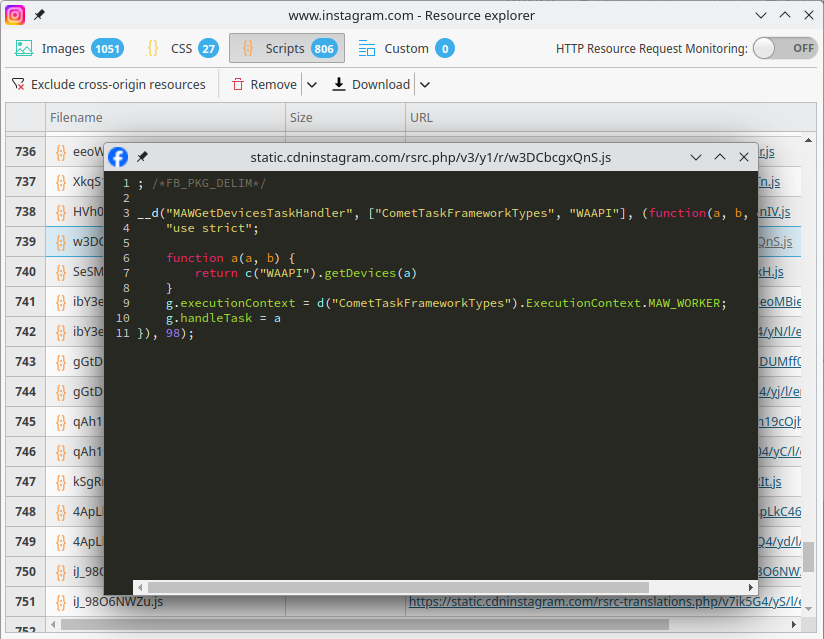 www.instagram.com - Resource explorer
Images 1051 CSS 27 Scripts 806 Custom 0 HTTP Resource Request Monitoring: OFF
Exclude cross-origin resources Remove Download
Filename Size URL
736 eeoW r.js
737 XkqS Tn.js
738 HVh0 nIV.js
739 w3DC QnS.js
740 SeSM xH.js
741 ibY3e eoMBie
742 ibY3e 4/yN/l/e
743 gGtD DUMff0
744 gGtD 4/yj/l/e
745 qAh1 n19cOjh
746 qAh1 04/yC/l/
747 kSgR It.js
748 4ApL pLkC46
749 4ApL Q4/yd/l/
750 iJ_98O 8O6NW
751 iJ_98O6NWZu.js https://static.cdninstagram.com/rsrc-translations.php/v7ik5G4/yS/l/e
752
static.cdninstagram.com/rsrc.php/v3/y1/r/w3DCbcgxQnS.js
1 ; /*FB_PKG_DELIM*/
2
3 __d("MAWGetDevicesTaskHandler", ["CometTaskFrameworkTypes", "WAAPI"], (function(a, b,
4 "use strict";
5
6 function a(a, b) {
7 return c("WAAPI").getDevices(a)
8 }
9 g.executionContext = d("CometTaskFrameworkTypes").ExecutionContext.MAW_WORKER;
10 g.handleTask = a
11 }), 98);